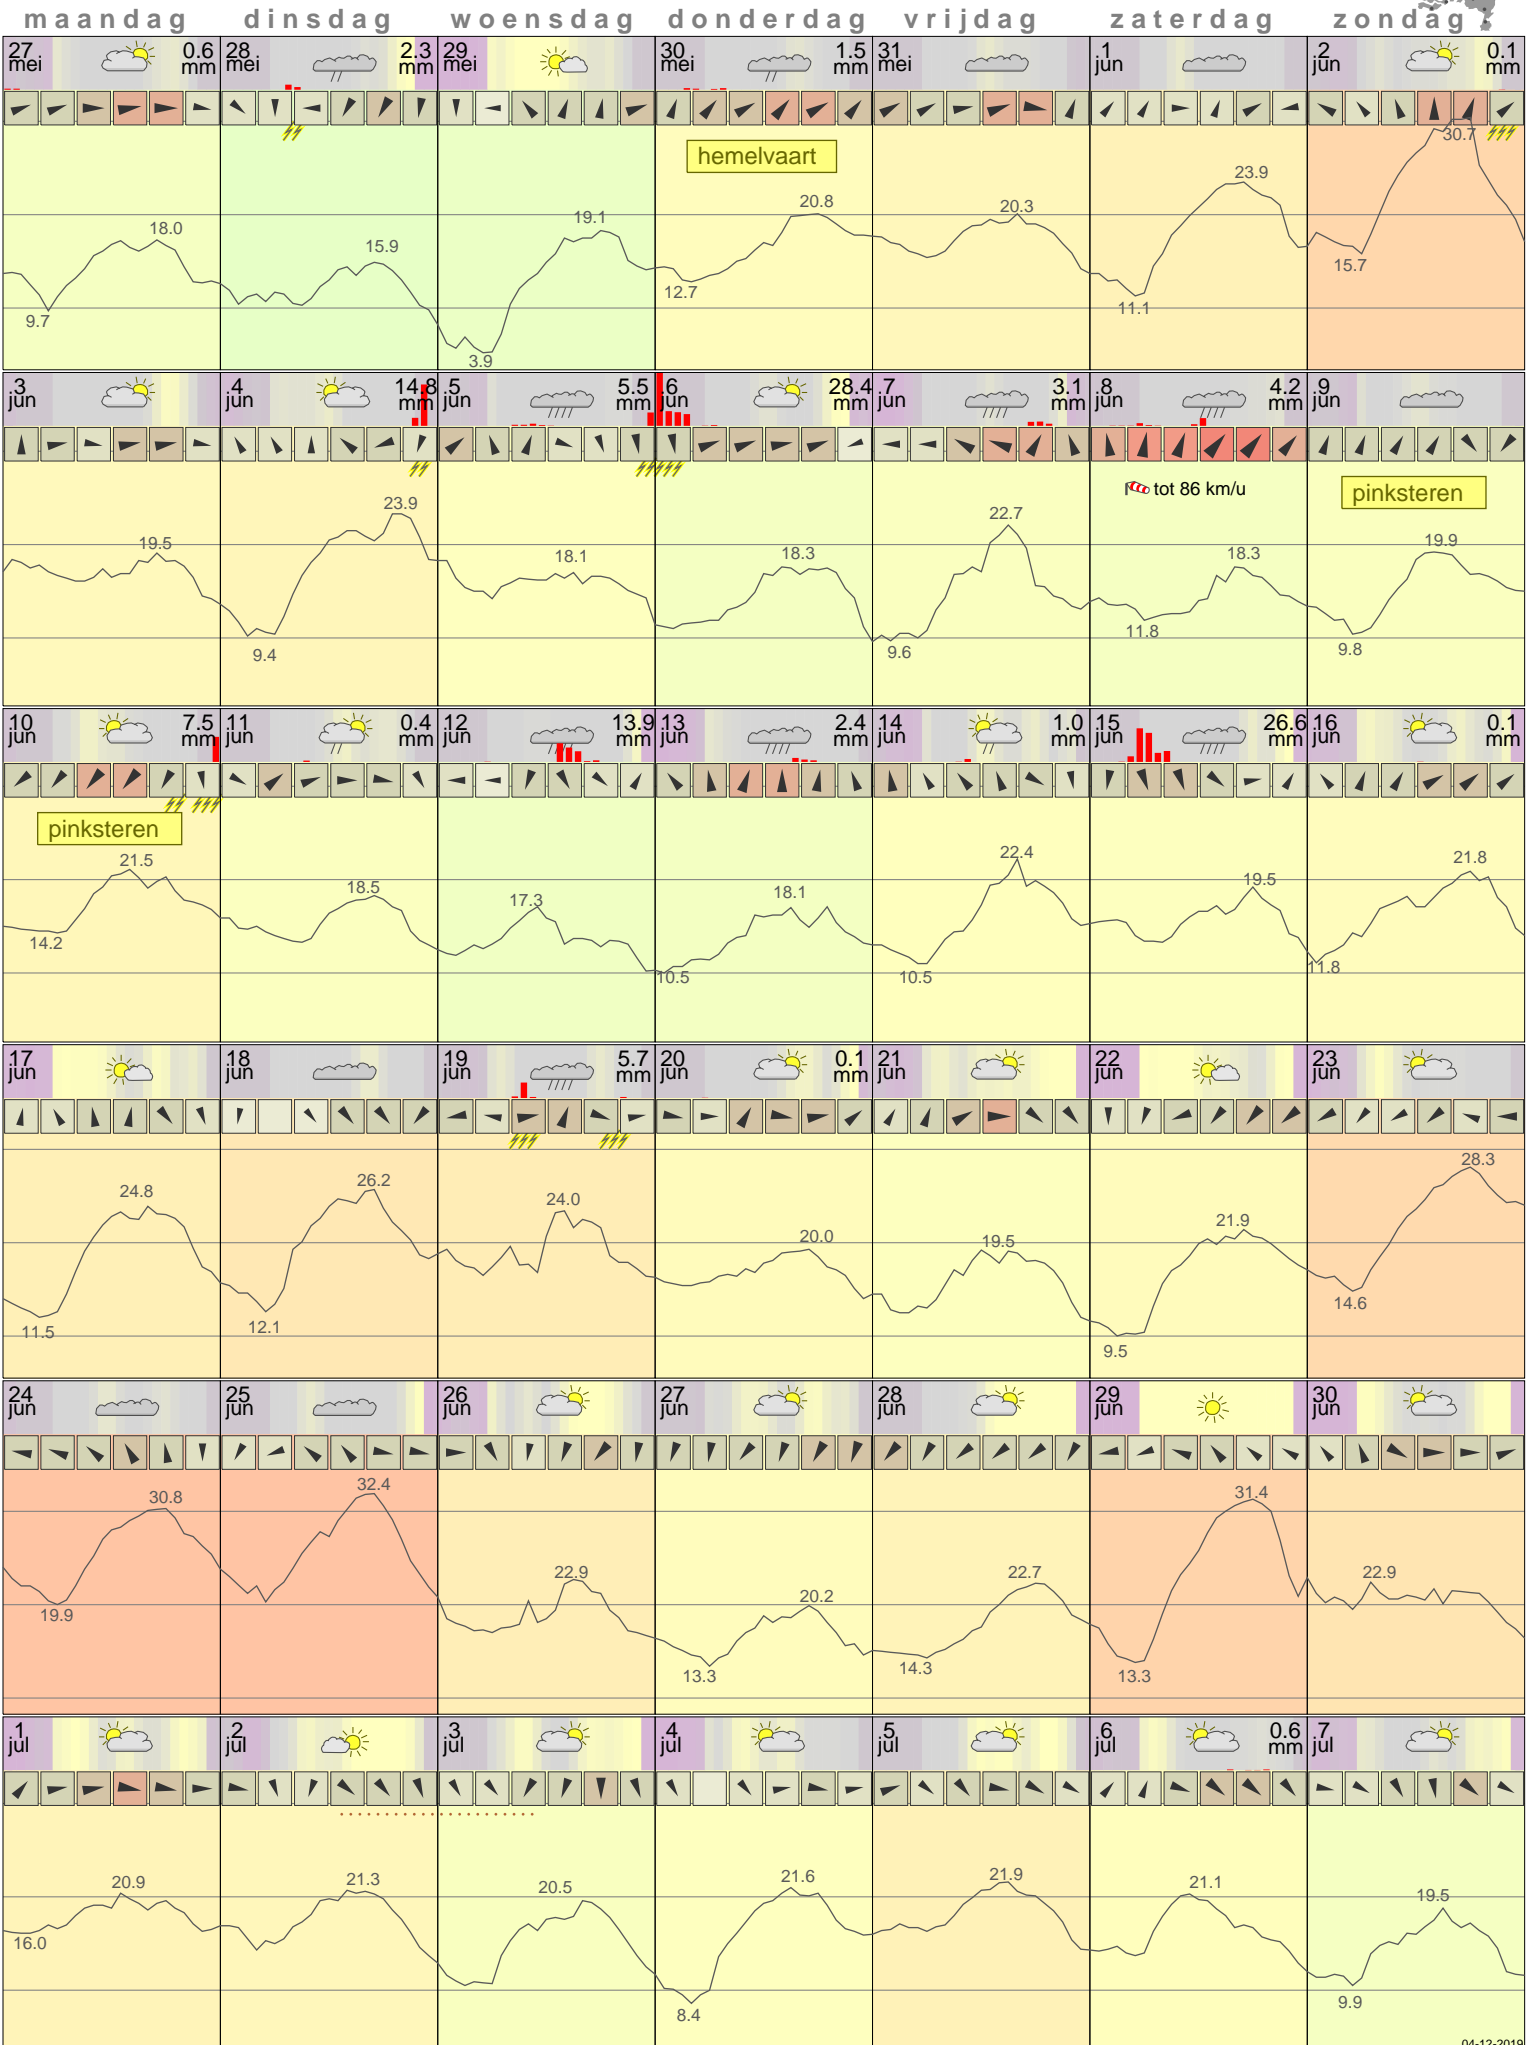 maandag dinsdag woensdag donderdag vrijdag zaterdag zondag
27 mei 0.6 mm 28 mei 2.3 mm 29 mei 30 mei 1.5 mm 31 mei 1 jun 2 jun 0.1 mm
hemelvaart
9.7 18.0 15.9 3.9 19.1 12.7 20.8 20.3 11.1 23.9 15.7 30.7
3 jun 4 jun 14.8 mm 5 jun 5.5 mm 6 jun 28.4 7 jun 3.1 mm 8 jun 4.2 mm 9 jun
tot 86 km/u pinksteren
19.5 9.4 23.9 18.1 18.3 9.6 22.7 11.8 18.3 9.8 19.9
10 jun 7.5 mm 11 jun 0.4 mm 12 jun 13.9 mm 13 jun 2.4 mm 14 jun 1.0 mm 15 jun 26.6 mm 16 jun 0.1 mm
pinksteren
14.2 21.5 18.5 17.3 10.5 18.1 10.5 22.4 19.5 11.8 21.8
17 jun 18 jun 19 jun 5.7 mm 20 jun 0.1 mm 21 jun 22 jun 23 jun
11.5 24.8 12.1 26.2 24.0 20.0 19.5 9.5 21.9 14.6 28.3
24 jun 25 jun 26 jun 27 jun 28 jun 29 jun 30 jun
19.9 30.8 32.4 22.9 13.3 20.2 14.3 22.7 13.3 31.4 22.9
1 jul 2 jul 3 jul 4 jul 5 jul 6 jul 0.6 mm 7 jul
16.0 20.9 21.3 20.5 8.4 21.6 21.9 21.1 9.9 19.5
04-12-2019